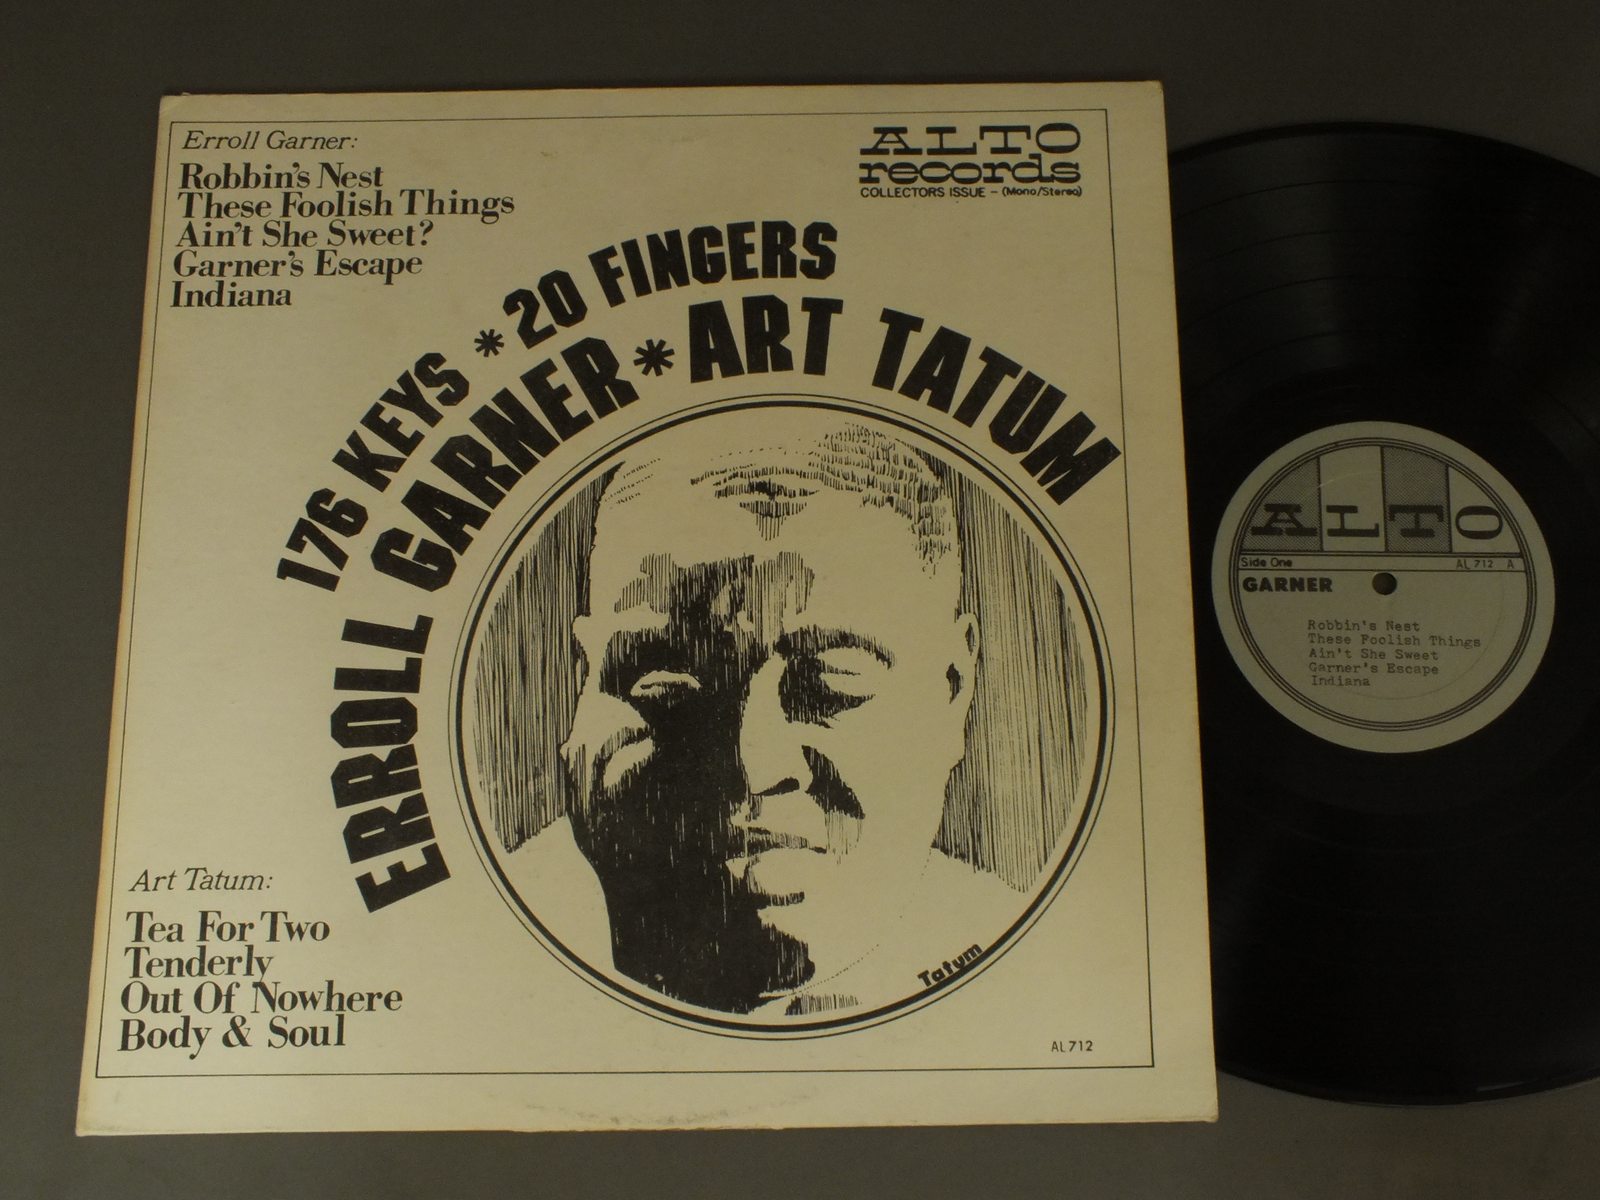 Erroll Garner:
Robbin's Nest
These Foolish Things
Ain't She Sweet?
Garner's Escape
Indiana
ALTO
records
COLLECTORS ISSUE - (Mono/Stereo)
176 KEYS * 20 FINGERS
ERROLL GARNER * ART TATUM
Tatum
Art Tatum:
Tea For Two
Tenderly
Out Of Nowhere
Body & Soul
AL 712
ALTO
Side One AL 712 A
GARNER
Robbin's Nest
These Foolish Things
Ain't She Sweet
Garner's Escape
Indiana